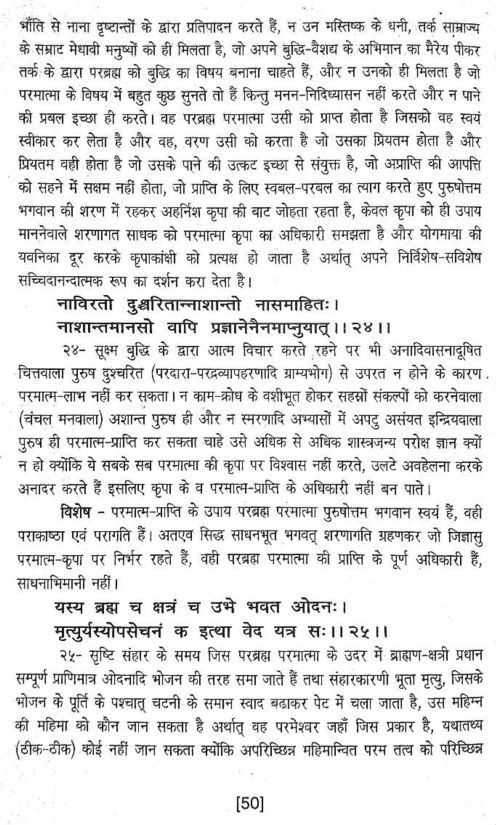 भाँति से नाना दृष्टान्तों के द्वारा प्रतिपादन करते हैं, न उन मस्तिष्क के धनी, तर्क साम्राज्य
के सम्राट मेधावी मनुष्यों को ही मिलता है, जो अपने बुद्धि-वैशद्य के अभिमान का मैरेय पीकर
तर्क के द्वारा परब्रह्म को बुद्धि का विषय बनाना चाहते हैं, और न उनको ही मिलता है जो
परमात्मा के विषय में बहुत कुछ सुनते तो हैं किन्तु मनन-निदिध्यासन नहीं करते और न पाने
की प्रबल इच्छा ही करते। वह परब्रह्म परमात्मा उसी को प्राप्त होता है जिसको वह स्वयं
स्वीकार कर लेता है और वह, वरण उसी को करता है जो उसका प्रियतम होता है और
प्रियतम वही होता है जो उसके पाने की उत्कट इच्छा से संयुक्त है, जो अप्राप्ति की आपत्ति
को सहने में सक्षम नहीं होता, जो प्राप्ति के लिए स्वबल-परबल का त्याग करते हुए पुरुषोत्तम
भगवान की शरण में रहकर अहर्निश कृपा की बाट जोहता रहता है, केवल कृपा को ही उपाय
माननेवाले शरणागत साधक को परमात्मा कृपा का अधिकारी समझता है और योगमाया की
यवनिका दूर करके कृपाकांक्षी को प्रत्यक्ष हो जाता है अर्थात् अपने निर्विशेष-सविशेष
सच्चिदानन्दात्मक रूप का दर्शन करा देता है।
नाविरतो दुश्चरितान्नाशान्तो नासमाहितः।
नाशान्तमानसो वापि प्रज्ञानेनैनमाप्नुयात्।। २४।।
२४- सूक्ष्म बुद्धि के द्वारा आत्म विचार करते रहने पर भी अनादिवासनादूषित
चित्तवाला पुरुष दुश्चरित (परदारा-परद्रव्यापहरणादि ग्राम्यभोग) से उपरत न होने के कारण
परमात्म-लाभ नहीं कर सकता। न काम-क्रोध के वशीभूत होकर सहस्रों संकल्पों को करनेवाला
(चंचल मनवाला) अशान्त पुरुष ही और न स्मरणादि अभ्यासों में अपटु असंयत इन्द्रियवाला
पुरुष ही परमात्म-प्राप्ति कर सकता चाहे उसे अधिक से अधिक शास्त्रजन्य परोक्ष ज्ञान क्यों
न हो क्योंकि ये सबके सब परमात्मा की कृपा पर विश्वास नहीं करते, उलटे अवहेलना करके
अनादर करते हैं इसलिए कृपा के व परमात्म-प्राप्ति के अधिकारी नहीं बन पाते।
विशेष - परमात्म-प्राप्ति के उपाय परब्रह्म परमात्मा पुरुषोत्तम भगवान स्वयं हैं, वही
पराकाष्ठा एवं परागति हैं। अतएव सिद्ध साधनभूत भगवत् शरणागति ग्रहणकर जो जिज्ञासु
परमात्म-कृपा पर निर्भर रहते हैं, वही परब्रह्म परमात्मा की प्राप्ति के पूर्ण अधिकारी हैं,
साधनाभिमानी नहीं।
यस्य ब्रह्म च क्षत्रं च उभे भवत ओदनः।
मृत्युर्यस्योपसेचनं क इत्था वेद यत्र सः।। २५।।
२५- सृष्टि संहार के समय जिस परब्रह्म परमात्मा के उदर में ब्राह्मण-क्षत्री प्रधान
सम्पूर्ण प्राणिमात्र ओदनादि भोजन की तरह समा जाते हैं तथा संहारकारणी भूता मृत्यु, जिसके
भोजन के पूर्ति के पश्चात् चटनी के समान स्वाद बढाकर पेट में चला जाता है, उस महिम्न
की महिमा को कौन जान सकता है अर्थात् वह परमेश्वर जहाँ जिस प्रकार है, यथातथ्य
(ठीक-ठीक) कोई नहीं जान सकता क्योंकि अपरिच्छिन्न महिमान्वित परम तत्व को परिच्छिन्न
[50]